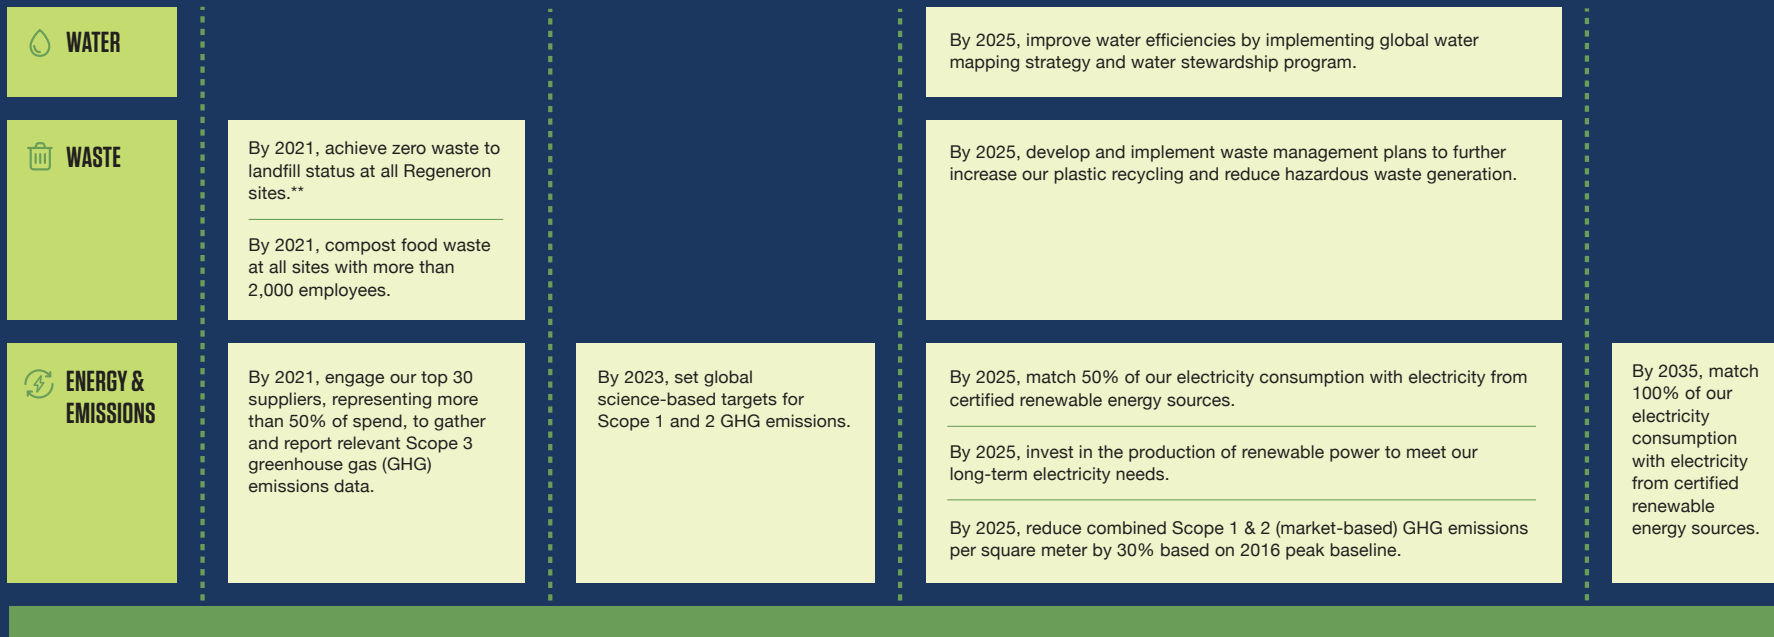 WATER
By 2025, improve water efficiencies by implementing global water
mapping strategy and water stewardship program.
WASTE
By 2021, achieve zero waste to
landfill status at all Regeneron
sites.**
By 2021, compost food waste
at all sites with more than
2,000 employees.
By 2025, develop and implement waste management plans to further
increase our plastic recycling and reduce hazardous waste generation.
ENERGY &
EMISSIONS
By 2021, engage our top 30
suppliers, representing more
than 50% of spend, to gather
and report relevant Scope 3
greenhouse gas (GHG)
emissions data.
By 2023, set global
science-based targets for
Scope 1 and 2 GHG emissions.
By 2025, match 50% of our electricity consumption with electricity from
certified renewable energy sources.
By 2025, invest in the production of renewable power to meet our
long-term electricity needs.
By 2025, reduce combined Scope 1 & 2 (market-based) GHG emissions
per square meter by 30% based on 2016 peak baseline.
By 2035, match
100% of our
electricity
consumption
with electricity
from certified
renewable
energy sources.